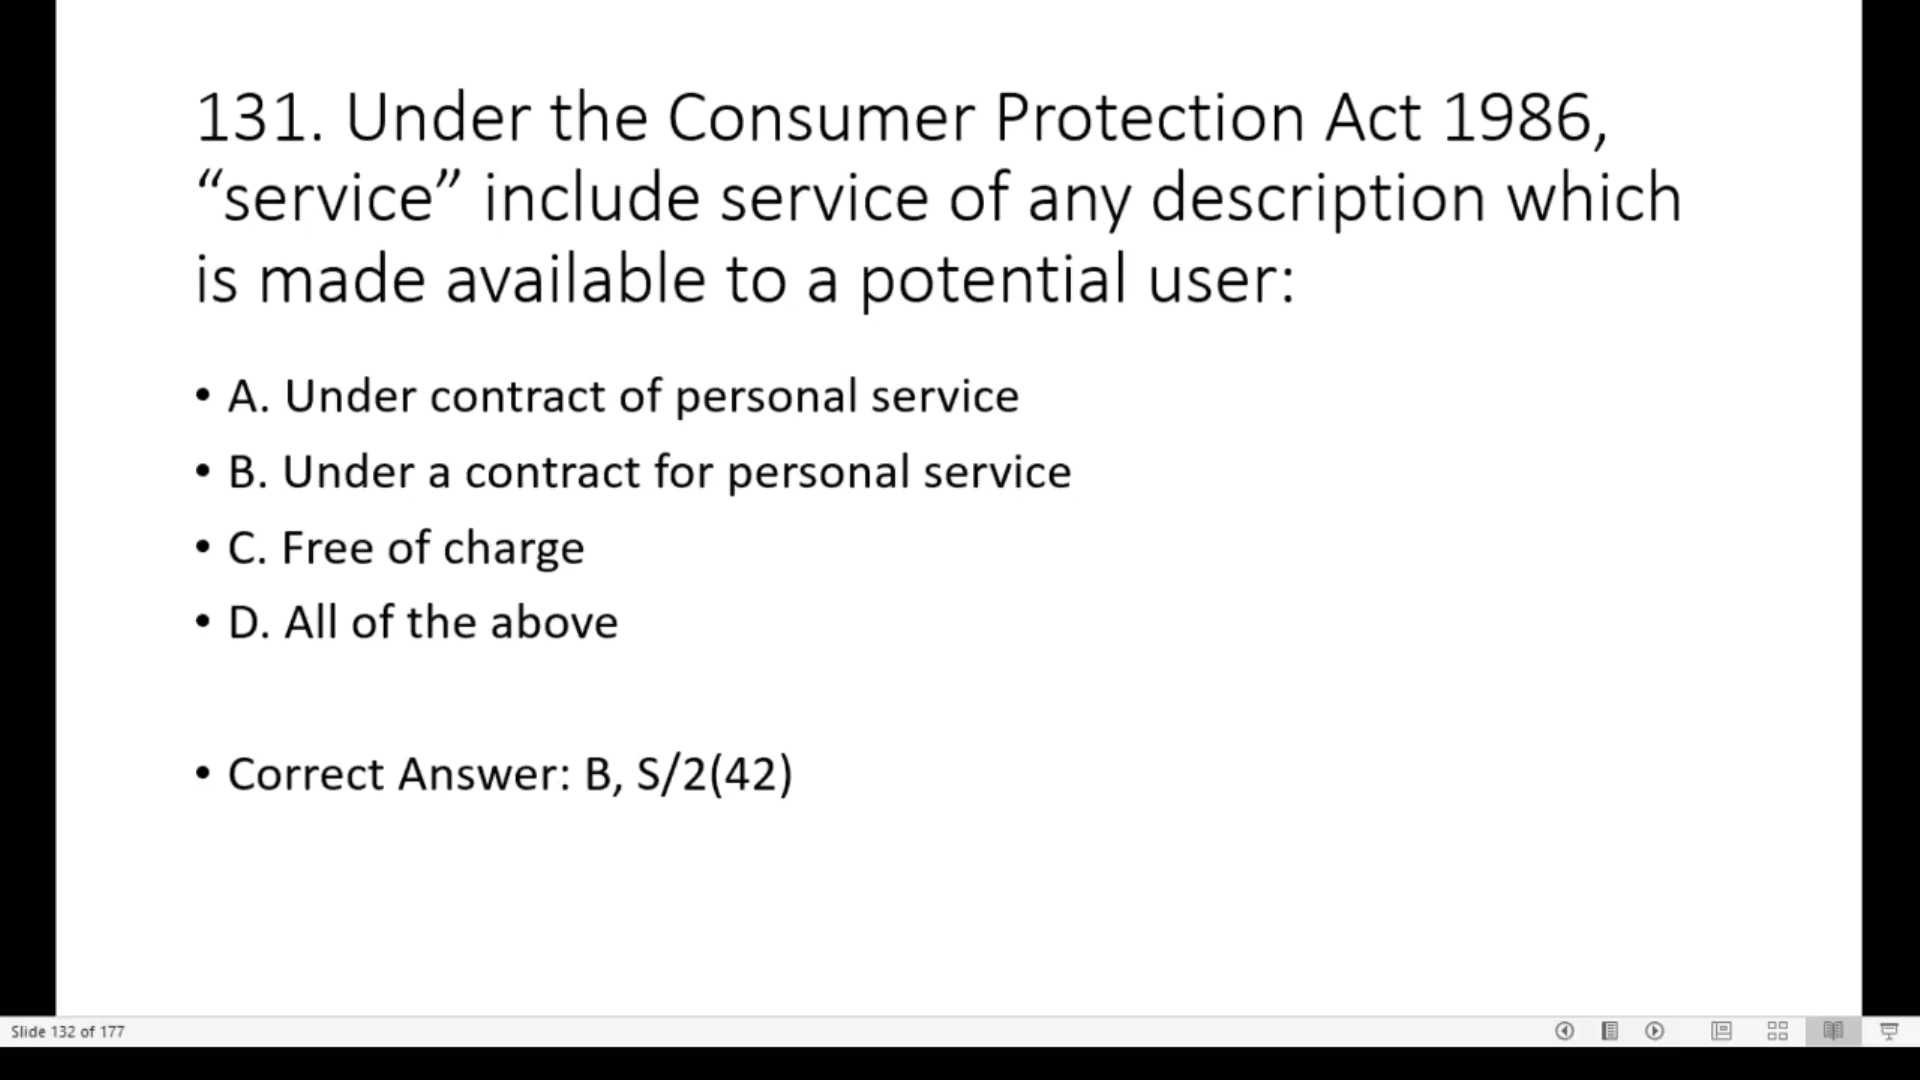 131. Under the Consumer Protection Act 1986,
“service” include service of any description which
is made available to a potential user:
• A. Under contract of personal service
• B. Under a contract for personal service
• C. Free of charge
• D. All of the above
• Correct Answer: B, S/2(42)
Slide 132 of 177